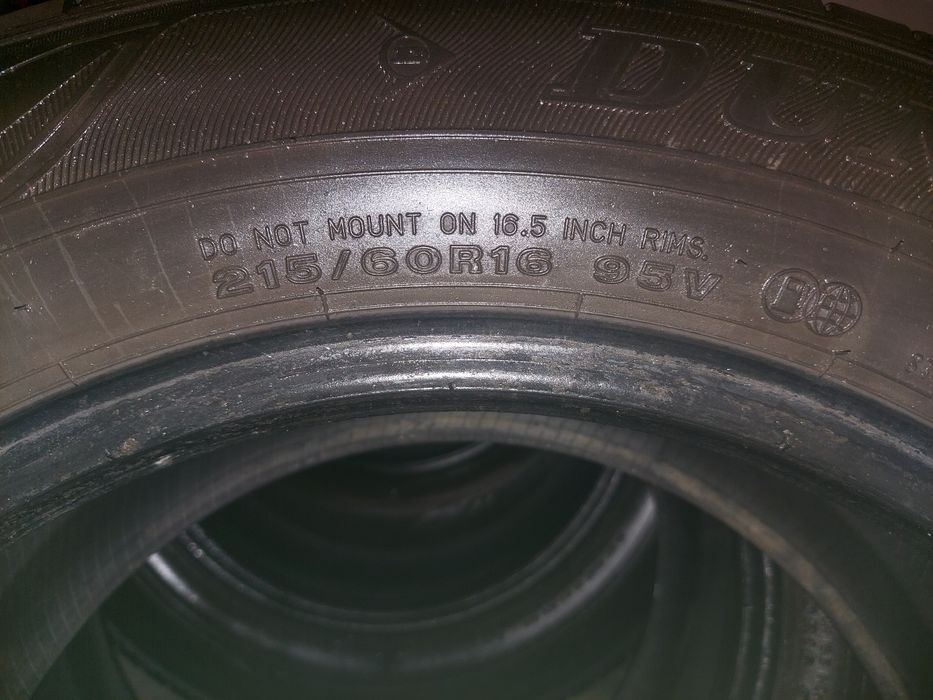 DO NOT MOUNT ON 16.5 INCH RIMS.
215/60R16 95V